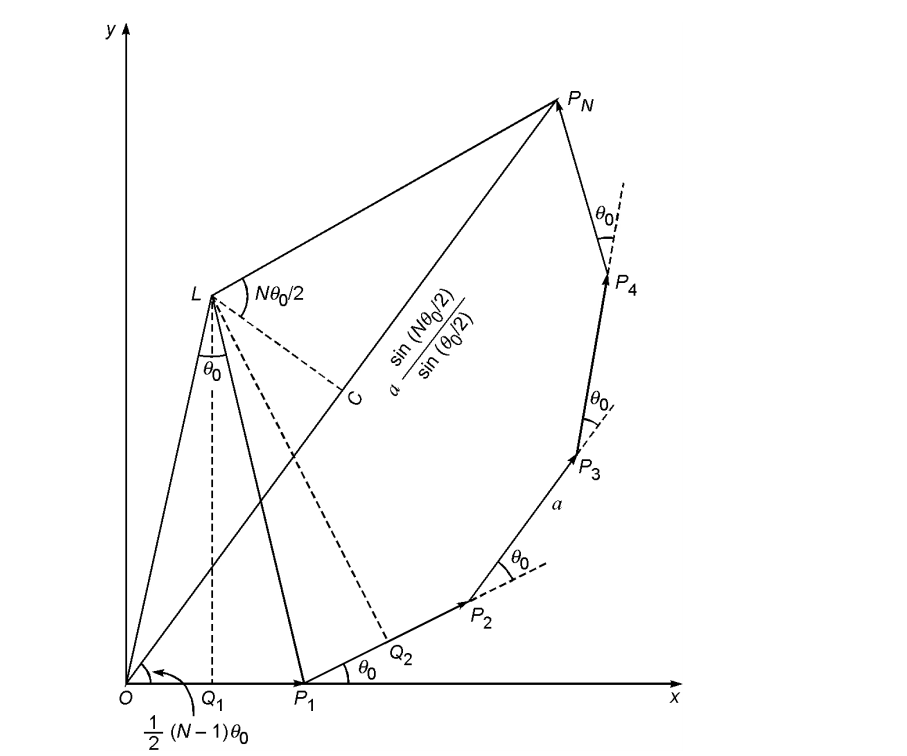 y
P_N
θ₀
P₄
L
Nθ₀/2
θ₀
C
a sin (Nθ₀/2)
sin (θ₀/2)
θ₀
P₃
a
θ₀
P₂
Q₂
θ₀
O
Q₁
P₁
x
1/2 (N – 1)θ₀